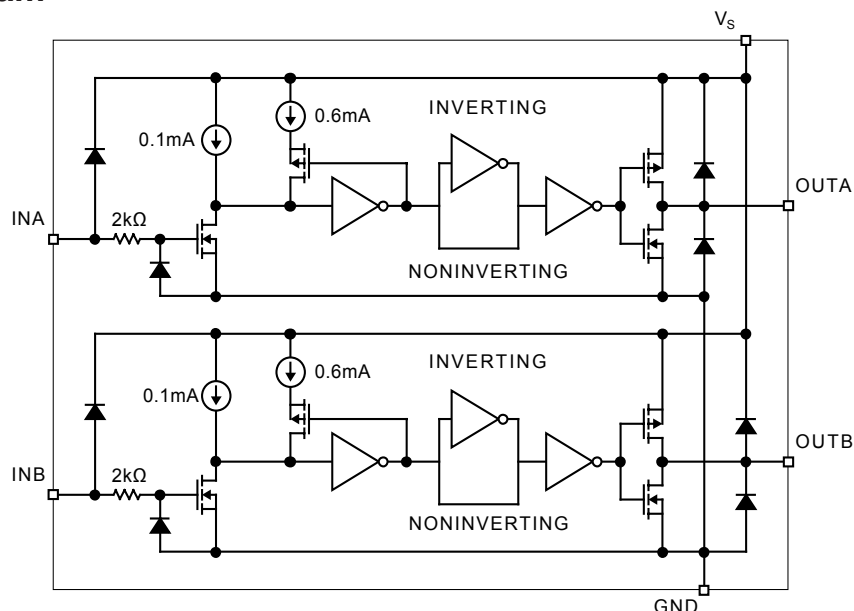 V_S
INVERTING
0.6mA
0.1mA
OUTA
INA
2kΩ
NONINVERTING
INVERTING
0.6mA
0.1mA
OUTB
INB
2kΩ
NONINVERTING
GND